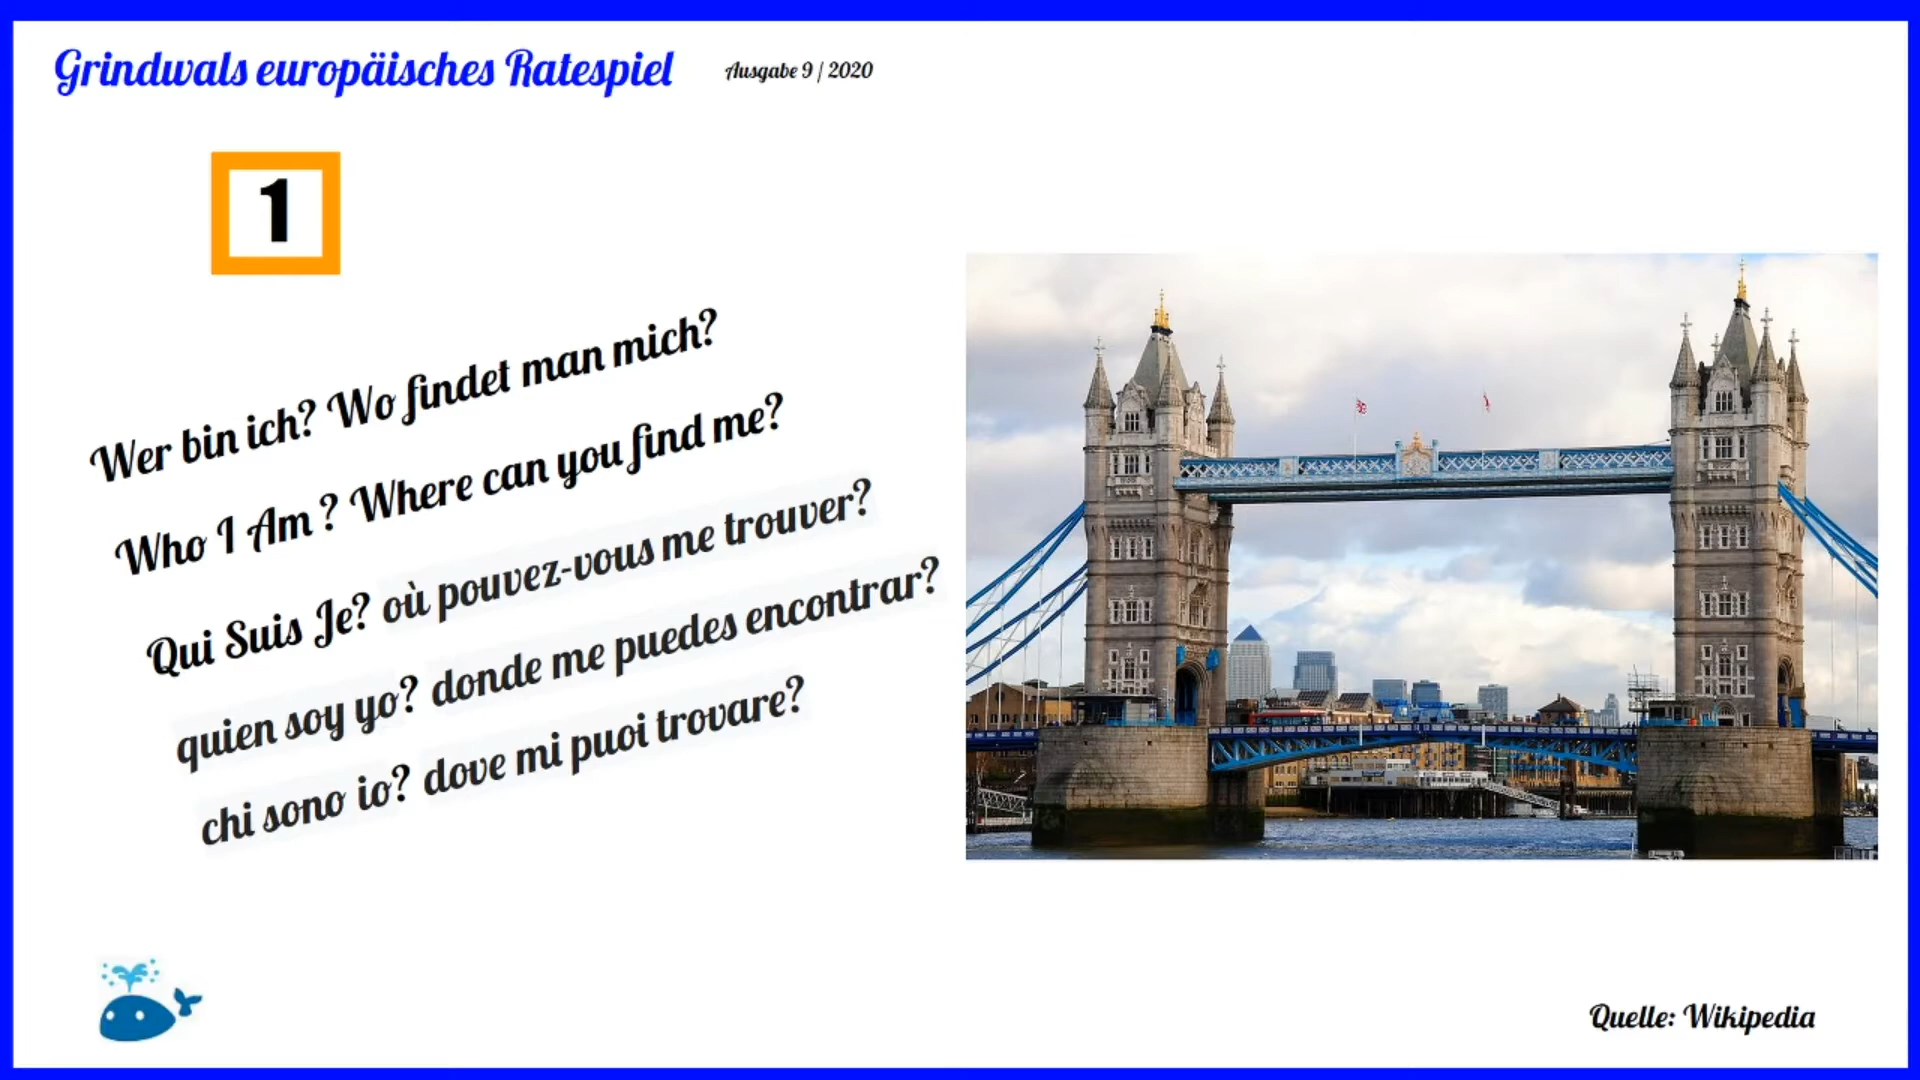 Grindwals europäisches Ratespiel
Ausgabe 9 / 2020
1
Wer bin ich? Wo findet man mich?
Who I Am ? Where can you find me?
Qui Suis Je? où pouvez-vous me trouver?
quien soy yo? donde me puedes encontrar?
chi sono io? dove mi puoi trovare?
Quelle: Wikipedia